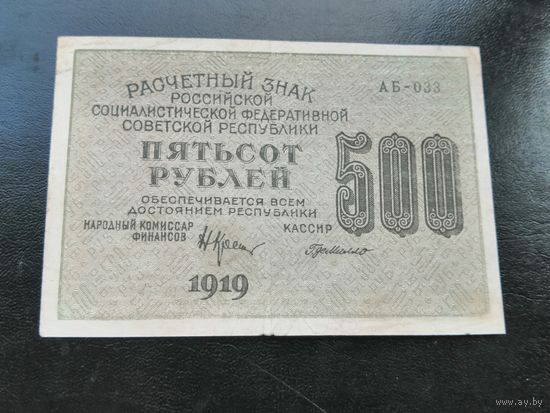 РАСЧЕТНЫЙ ЗНАК
РОССИЙСКОЙ
СОЦИАЛИСТИЧЕСКОЙ ФЕДЕРАТИВНОЙ
СОВЕТСКОЙ РЕСПУБЛИКИ
АБ-033
ПЯТЬСОТ
РУБЛЕЙ
500
ОБЕСПЕЧИВАЕТСЯ ВСЕМ
ДОСТОЯНИЕМ РЕСПУБЛИКИ
НАРОДНЫЙ КОМИССАР
ФИНАНСОВ
КАССИР
1919
www.ay.by